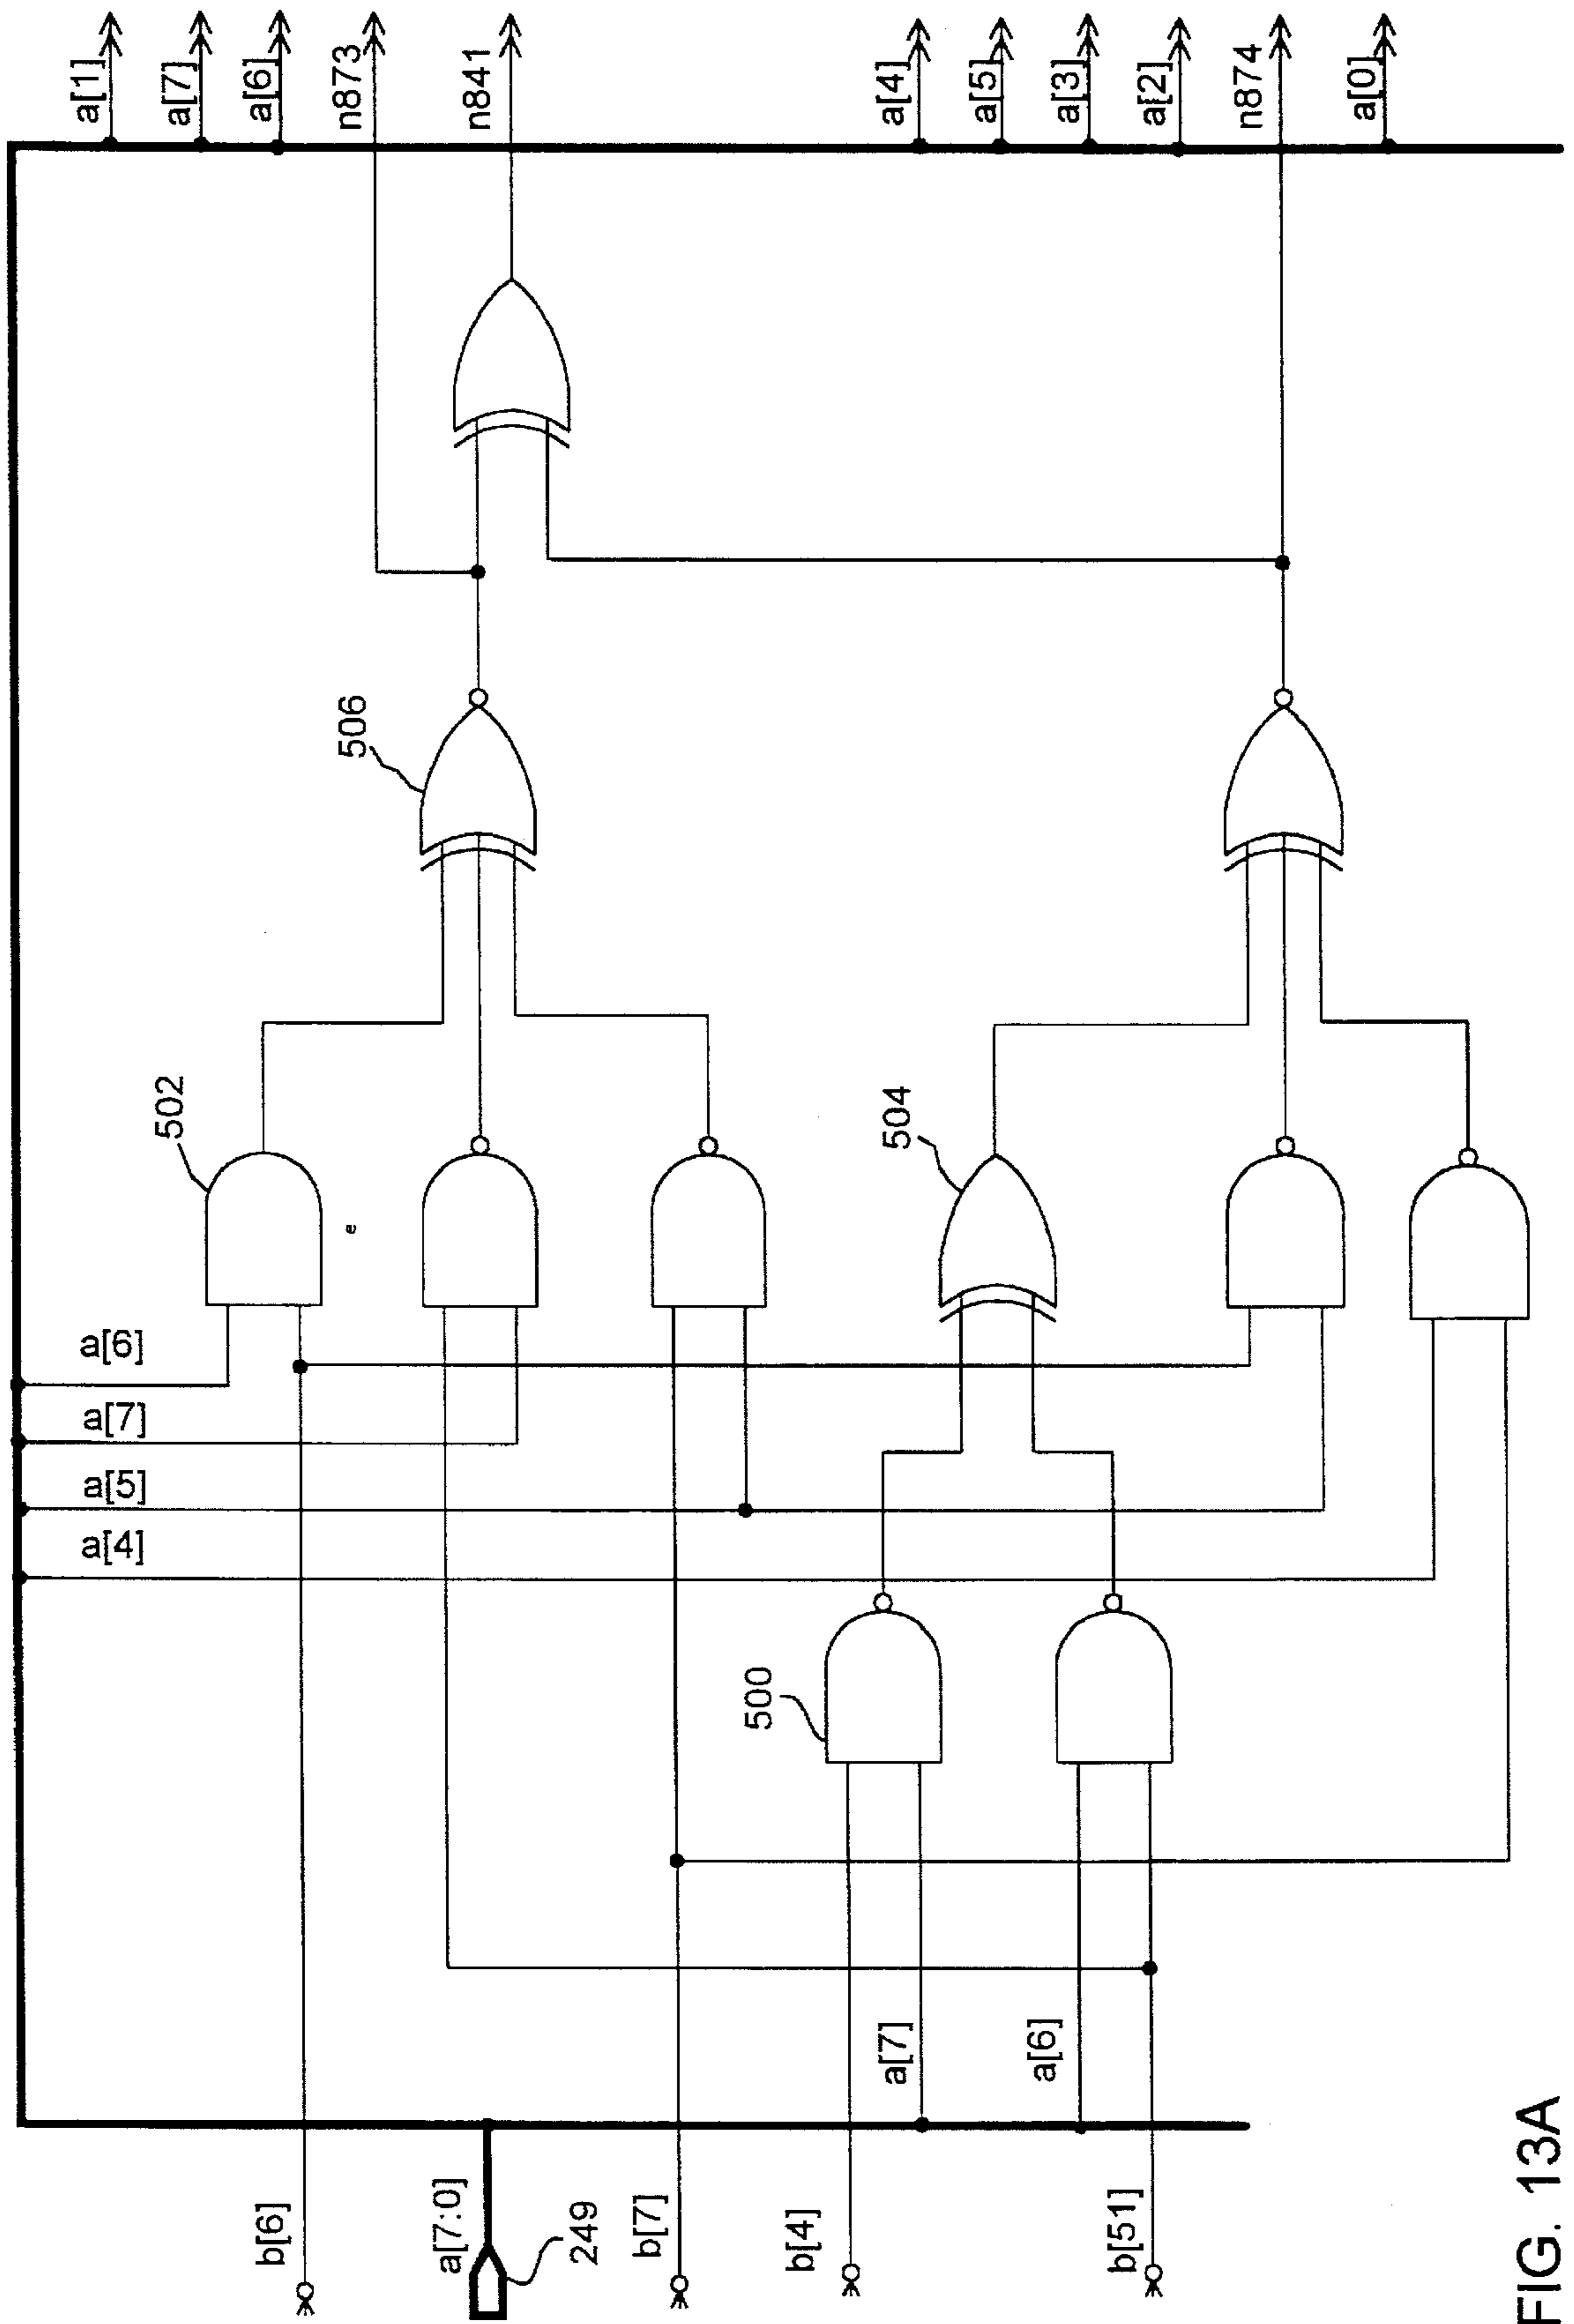 a[1]
a[7]
a[6]
n873
n841
a[4]
a[5]
a[3]
a[2]
n874
a[0]
506
502
504
e
a[6]
a[7]
a[5]
a[4]
500
a[7]
a[6]
b[6]
a[7:0]
249
b[7]
b[4]
b[51]
FIG. 13A